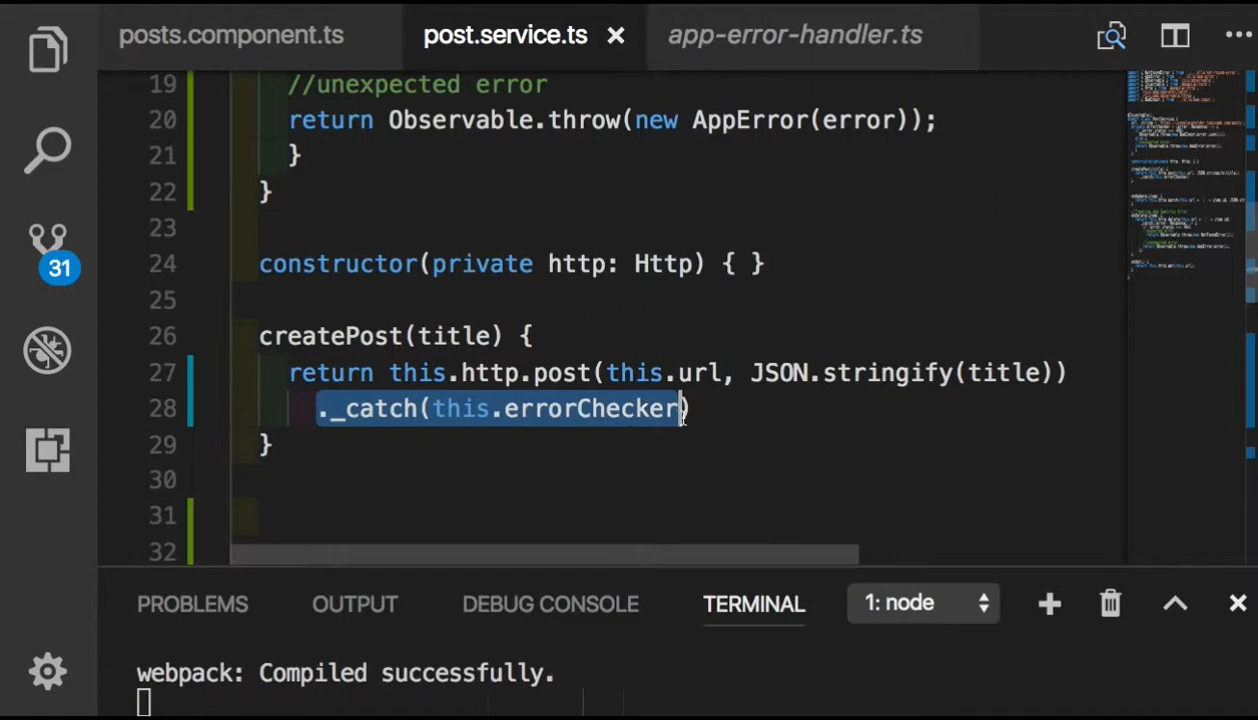 posts.component.ts post.service.ts × app-error-handler.ts
19 //unexpected error
20 return Observable.throw(new AppError(error));
21 }
22 }
23
24 constructor(private http: Http) { }
25
26 createPost(title) {
27 return this.http.post(this.url, JSON.stringify(title))
28 ._catch(this.errorChecker)
29 }
30
31
32
31
PROBLEMS OUTPUT DEBUG CONSOLE TERMINAL 1: node
webpack: Compiled successfully.